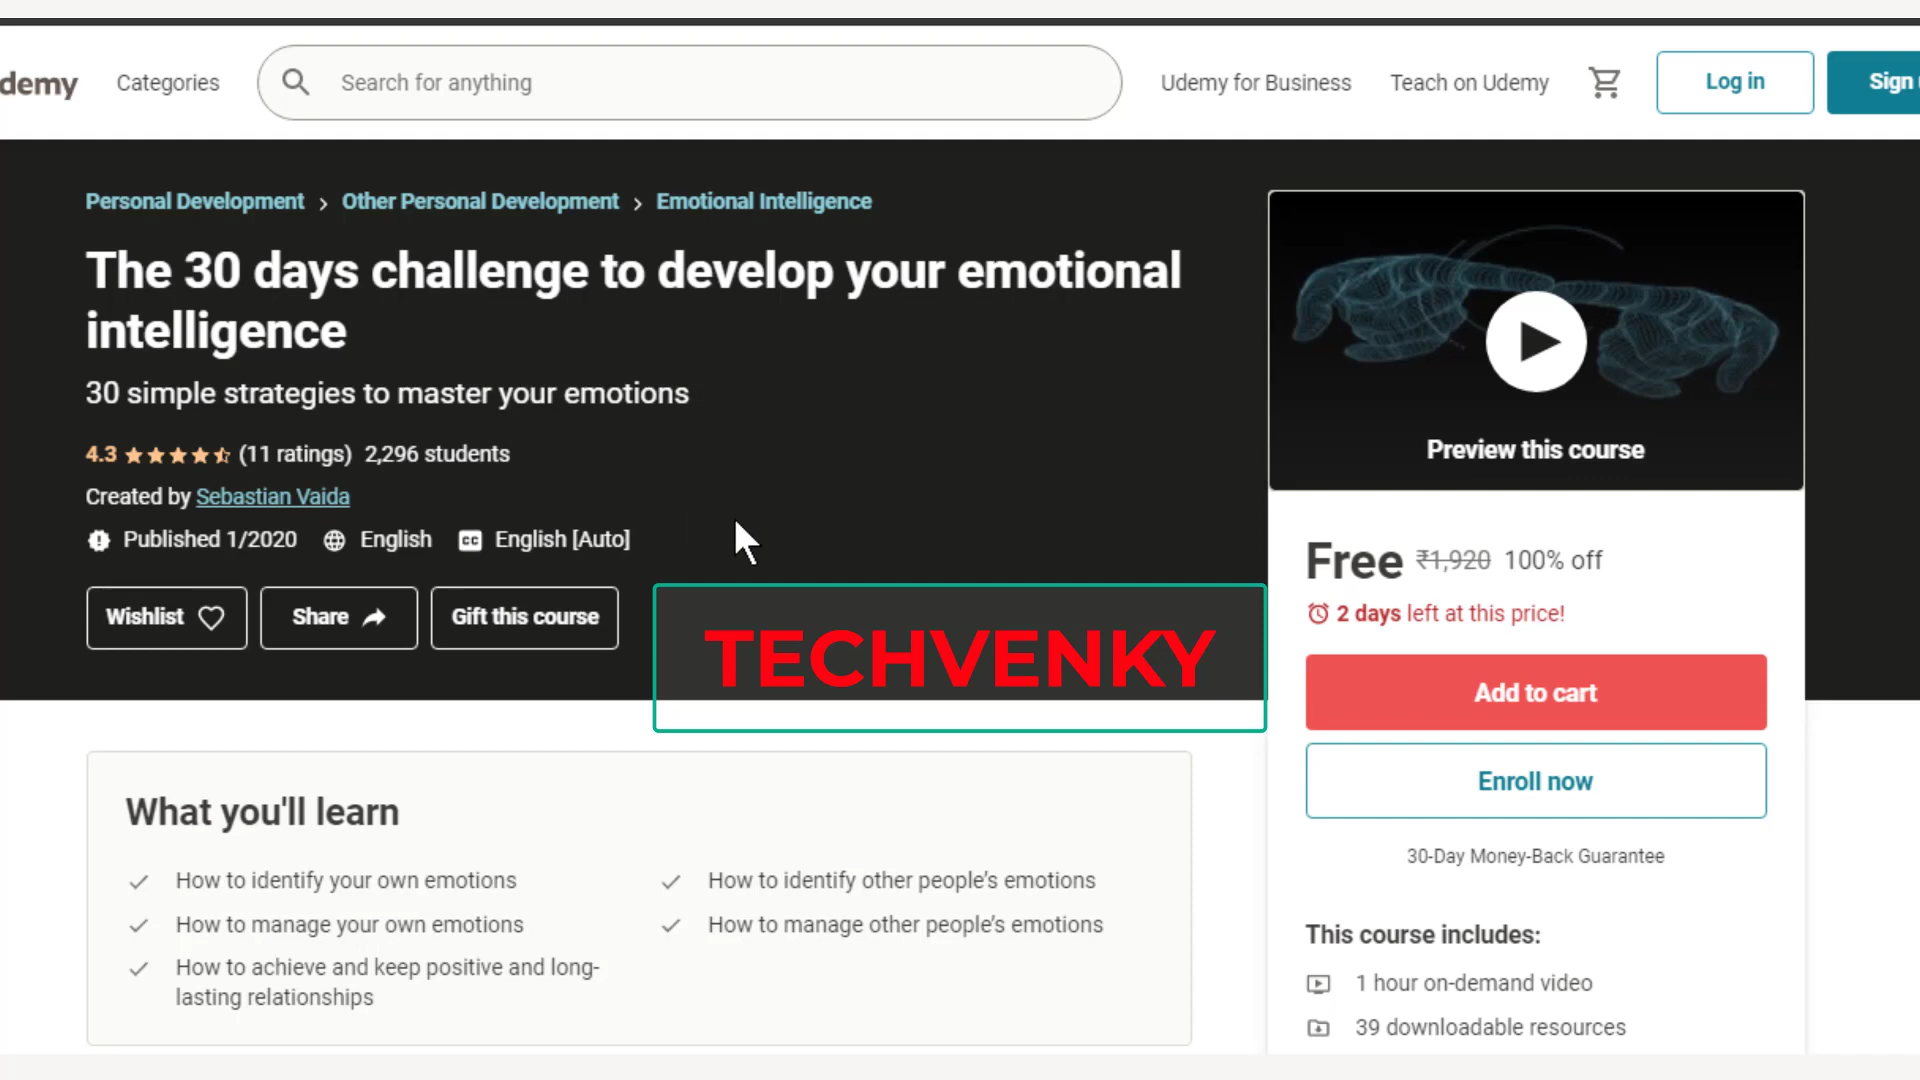 demy
Categories
Search for anything
Udemy for Business
Teach on Udemy
Log in
Sign
Personal Development > Other Personal Development > Emotional Intelligence
The 30 days challenge to develop your emotional
intelligence
30 simple strategies to master your emotions
4.3 (11 ratings) 2,296 students
Created by Sebastian Vaida
Published 1/2020 English CC English [Auto]
Wishlist
Share
Gift this course
TECHVENKY
What you'll learn
How to identify your own emotions
How to identify other people’s emotions
How to manage your own emotions
How to manage other people’s emotions
How to achieve and keep positive and long-
lasting relationships
Preview this course
Free ₹1,920 100% off
2 days left at this price!
Add to cart
Enroll now
30-Day Money-Back Guarantee
This course includes:
1 hour on-demand video
39 downloadable resources